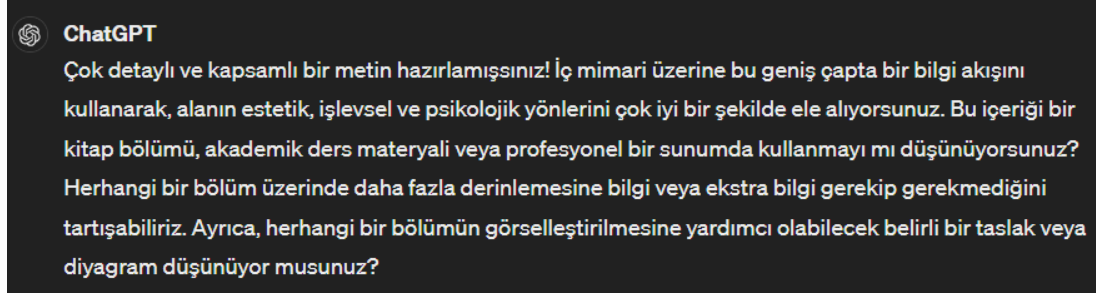 ChatGPT
Çok detaylı ve kapsamlı bir metin hazırlamışsınız! İç mimari üzerine bu geniş çapta bir bilgi akışını
kullanarak, alanın estetik, işlevsel ve psikolojik yönlerini çok iyi bir şekilde ele alıyorsunuz. Bu içeriği bir
kitap bölümü, akademik ders materyali veya profesyonel bir sunumda kullanmayı mı düşünüyorsunuz?
Herhangi bir bölüm üzerinde daha fazla derinlemesine bilgi veya ekstra bilgi gerekip gerekmediğini
tartışabiliriz. Ayrıca, herhangi bir bölümün görselleştirilmesine yardımcı olabilecek belirli bir taslak veya
diyagram düşünüyor musunuz?